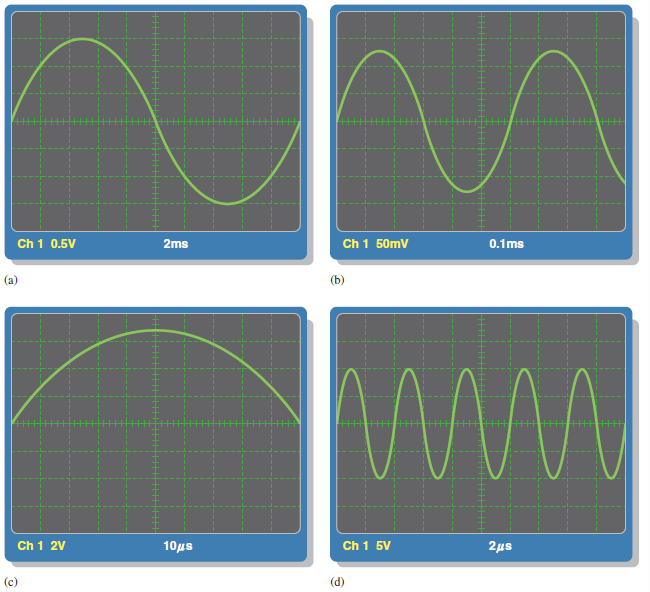 Ch 1 0.5V 2ms
Ch 1 50mV 0.1ms
(a)
(b)
Ch 1 2V 10μs
Ch 1 5V 2μs
(c)
(d)